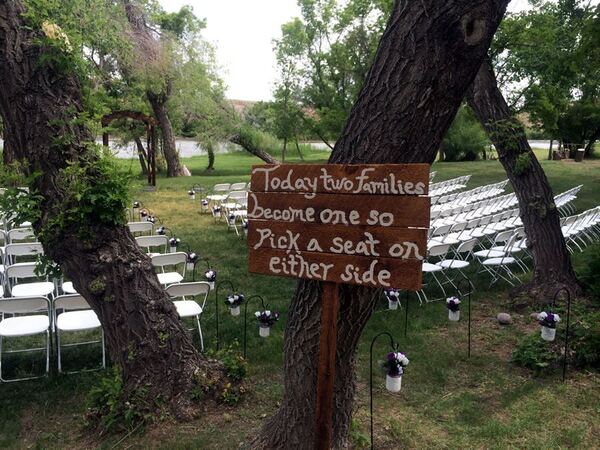 Today two Families
become one so
Pick a seat on
either side